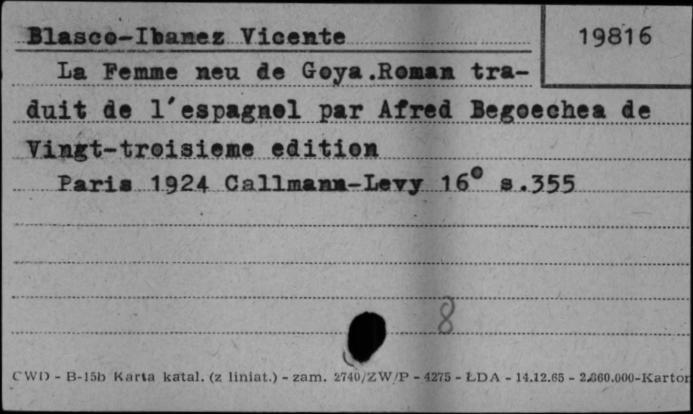 Blasco-Ibanez Vicente
19816
La Femme neu de Goya.Roman tra-
duit de l'espagnol par Afred Begoechea de
Vingt-troisieme edition
Paris 1924 Callmann-Levy 16° s.355
8
CWD - B-15b Karta katal. (z liniat.) - zam. 2740/ZW/P - 4275 - ŁDA - 14.12.65 - 2.860.000-Karton